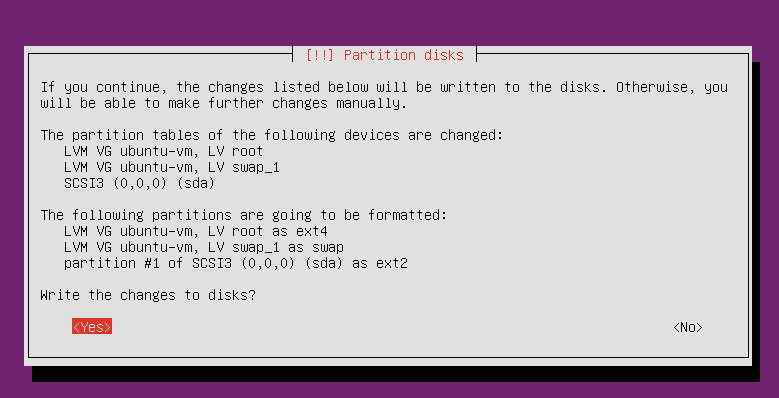 [!!] Partition disks
If you continue, the changes listed below will be written to the disks. Otherwise, you
will be able to make further changes manually.
The partition tables of the following devices are changed:
LVM VG ubuntu-vm, LV root
LVM VG ubuntu-vm, LV swap_1
SCSI3 (0,0,0) (sda)
The following partitions are going to be formatted:
LVM VG ubuntu-vm, LV root as ext4
LVM VG ubuntu-vm, LV swap_1 as swap
partition #1 of SCSI3 (0,0,0) (sda) as ext2
Write the changes to disks?
<Yes> <No>